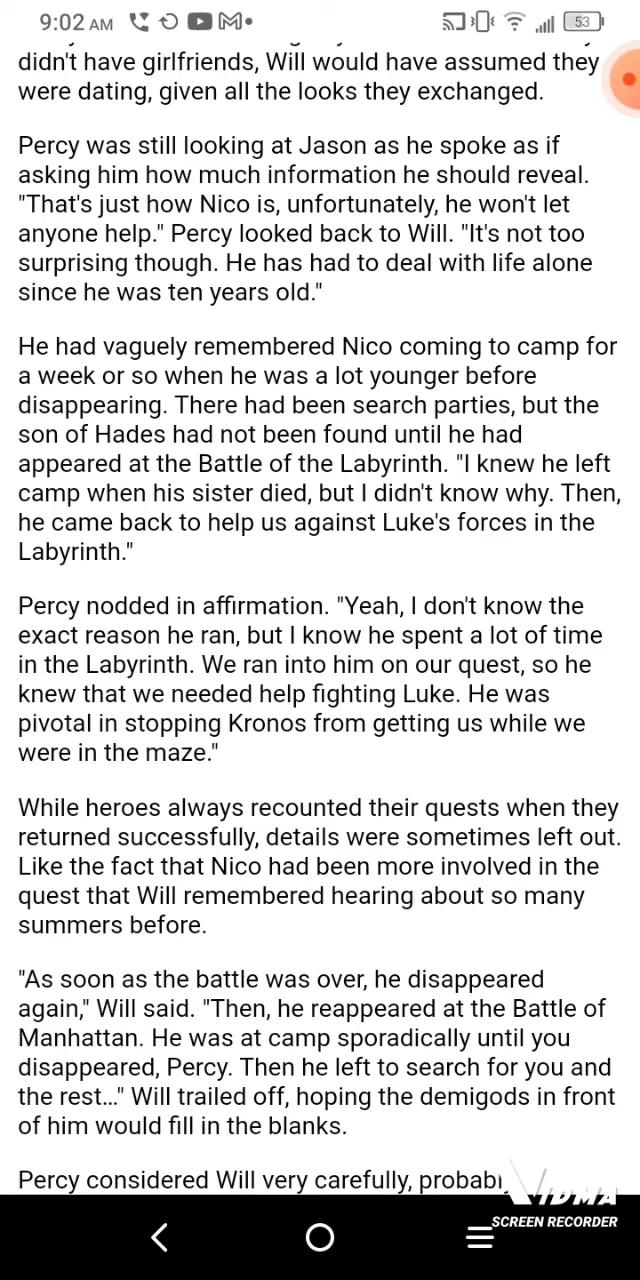 9:02 AM
53
didn't have girlfriends, Will would have assumed they
were dating, given all the looks they exchanged.
Percy was still looking at Jason as he spoke as if
asking him how much information he should reveal.
"That's just how Nico is, unfortunately, he won't let
anyone help." Percy looked back to Will. "It's not too
surprising though. He has had to deal with life alone
since he was ten years old."
He had vaguely remembered Nico coming to camp for
a week or so when he was a lot younger before
disappearing. There had been search parties, but the
son of Hades had not been found until he had
appeared at the Battle of the Labyrinth. "I knew he left
camp when his sister died, but I didn't know why. Then,
he came back to help us against Luke's forces in the
Labyrinth."
Percy nodded in affirmation. "Yeah, I don't know the
exact reason he ran, but I know he spent a lot of time
in the Labyrinth. We ran into him on our quest, so he
knew that we needed help fighting Luke. He was
pivotal in stopping Kronos from getting us while we
were in the maze."
While heroes always recounted their quests when they
returned successfully, details were sometimes left out.
Like the fact that Nico had been more involved in the
quest that Will remembered hearing about so many
summers before.
"As soon as the battle was over, he disappeared
again," Will said. "Then, he reappeared at the Battle of
Manhattan. He was at camp sporadically until you
disappeared, Percy. Then he left to search for you and
the rest…" Will trailed off, hoping the demigods in front
of him would fill in the blanks.
Percy considered Will very carefully,
VIDMA
SCREEN RECORDER